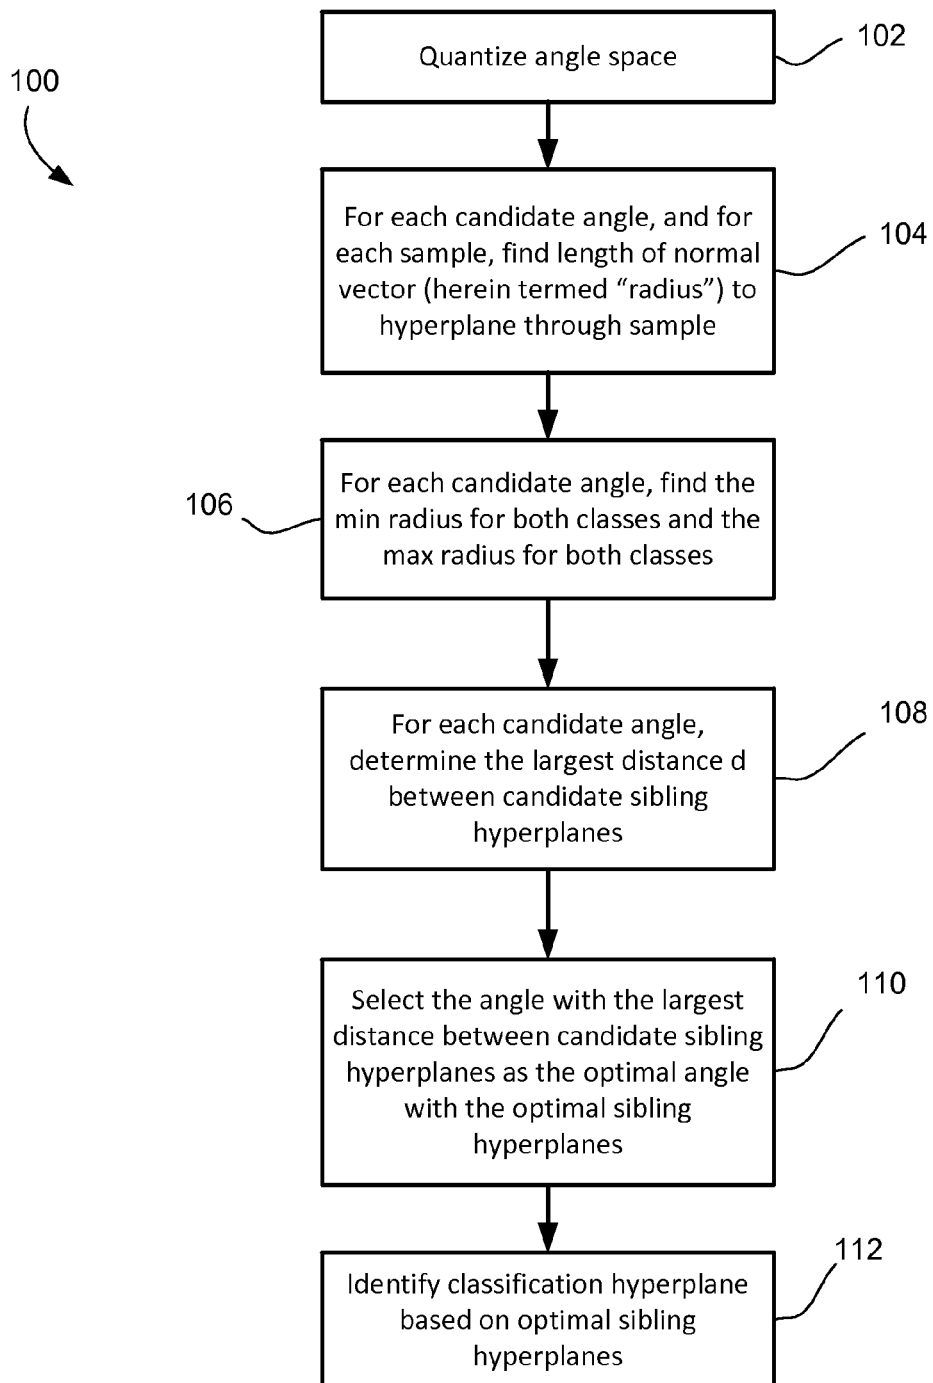 100
Quantize angle space
102
For each candidate angle, and for
each sample, find length of normal
vector (herein termed “radius”) to
hyperplane through sample
104
106
For each candidate angle, find the
min radius for both classes and the
max radius for both classes
For each candidate angle,
determine the largest distance d
between candidate sibling
hyperplanes
108
Select the angle with the largest
distance between candidate sibling
hyperplanes as the optimal angle
with the optimal sibling
hyperplanes
110
Identify classification hyperplane
based on optimal sibling
hyperplanes
112